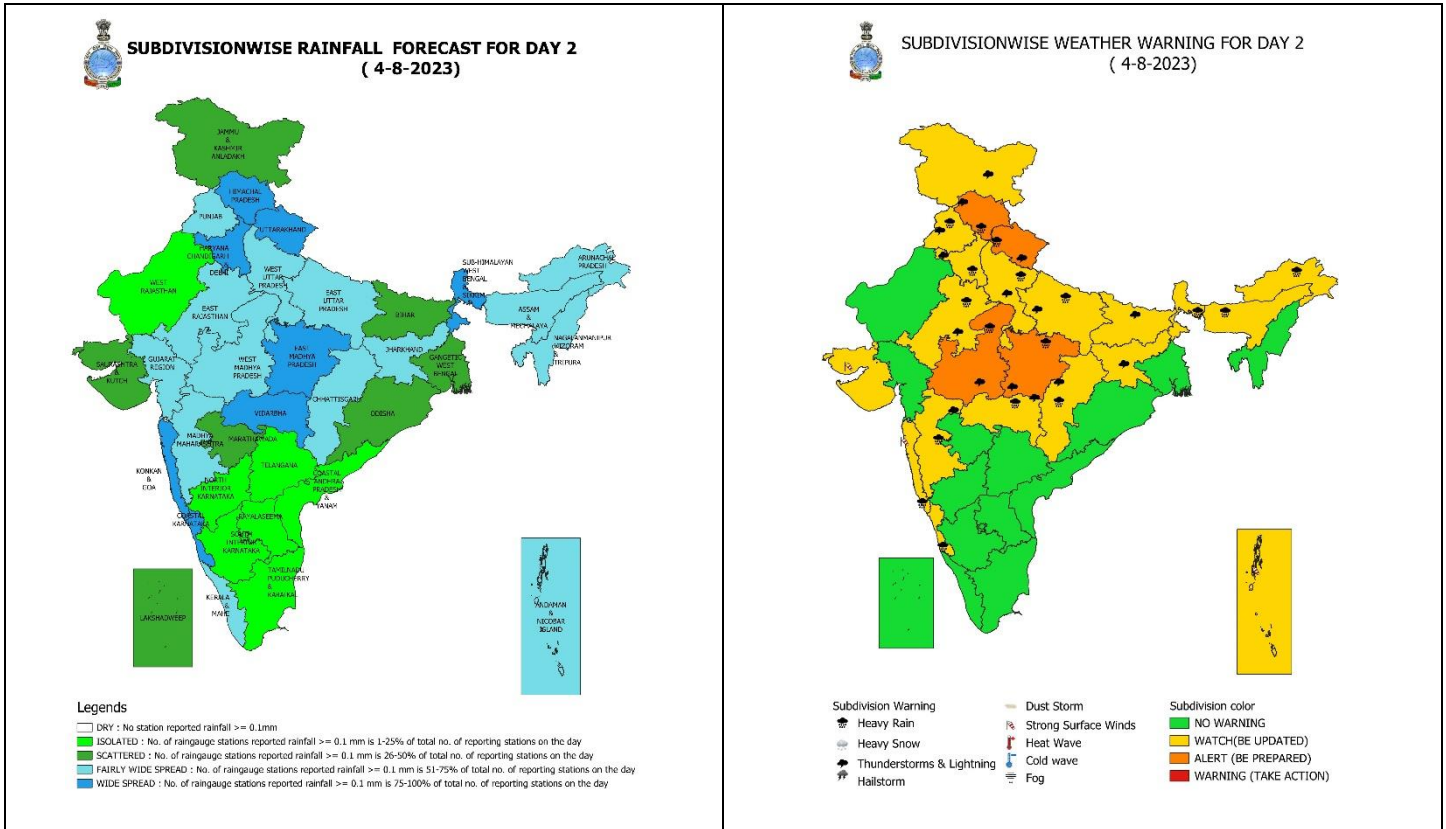 SUBDIVISIONWISE RAINFALL FORECAST FOR DAY 2
( 4-8-2023)
JAMMU
&
KASHMIR
ANLADAKH
HIMACHAL
PRADESH
PUNJAB
UTTARAKHAND
HARYANA
CHANDIGARH
DELHI
WEST
RAJASTHAN
WEST
UTTAR
PRADESH
EAST
UTTAR
PRADESH
EAST
RAJASTHAN
SUB-HIMALAYAN
WEST
BENGAL
&
SIKKIM
ARUNACHAL
PRADESH
ASSAM
&
MEGHALAYA
BIHAR
NAGALANMANIPUR
MIZORAM
&
TRIPURA
JHARKHAND
GANGETIC
WEST
BENGAL
SAURASHTRA
&
KUTCH
GUJARAT
REGION
WEST
MADHYA
PRADESH
EAST
MADHYA
PRADESH
CHHATTISGARH
ODISHA
VIDARBHA
MADHYA
MAHARASHTRA
MARATHAWADA
TELANGANA
KONKAN
&
GOA
NORTH
INTERIOR
KARNATAKA
COASTAL
ANDHRA
PRADESH
&
YANAM
COASTAL
KARNATAKA
RAYALASEEMA
SOUTH
INTERIOR
KARNATAKA
TAMILNADU
PUDUCHERRY
&
KARAIKAL
KERALA
&
MAHE
LAKSHADWEEP
ANDAMAN
&
NICOBAR
ISLAND
Legends
DRY : No station reported rainfall >= 0.1mm
ISOLATED : No. of raingauge stations reported rainfall >= 0.1 mm is 1-25% of total no. of reporting stations on the day
SCATTERED : No. of raingauge stations reported rainfall >= 0.1 mm is 26-50% of total no. of reporting stations on the day
FAIRLY WIDE SPREAD : No. of raingauge stations reported rainfall >= 0.1 mm is 51-75% of total no. of reporting stations on the day
WIDE SPREAD : No. of raingauge stations reported rainfall >= 0.1 mm is 75-100% of total no. of reporting stations on the day
SUBDIVISIONWISE WEATHER WARNING FOR DAY 2
( 4-8-2023)
Subdivision Warning
Heavy Rain
Heavy Snow
Thunderstorms & Lightning
Hailstorm
Dust Storm
Strong Surface Winds
Heat Wave
Cold wave
Fog
Subdivision color
NO WARNING
WATCH(BE UPDATED)
ALERT (BE PREPARED)
WARNING (TAKE ACTION)